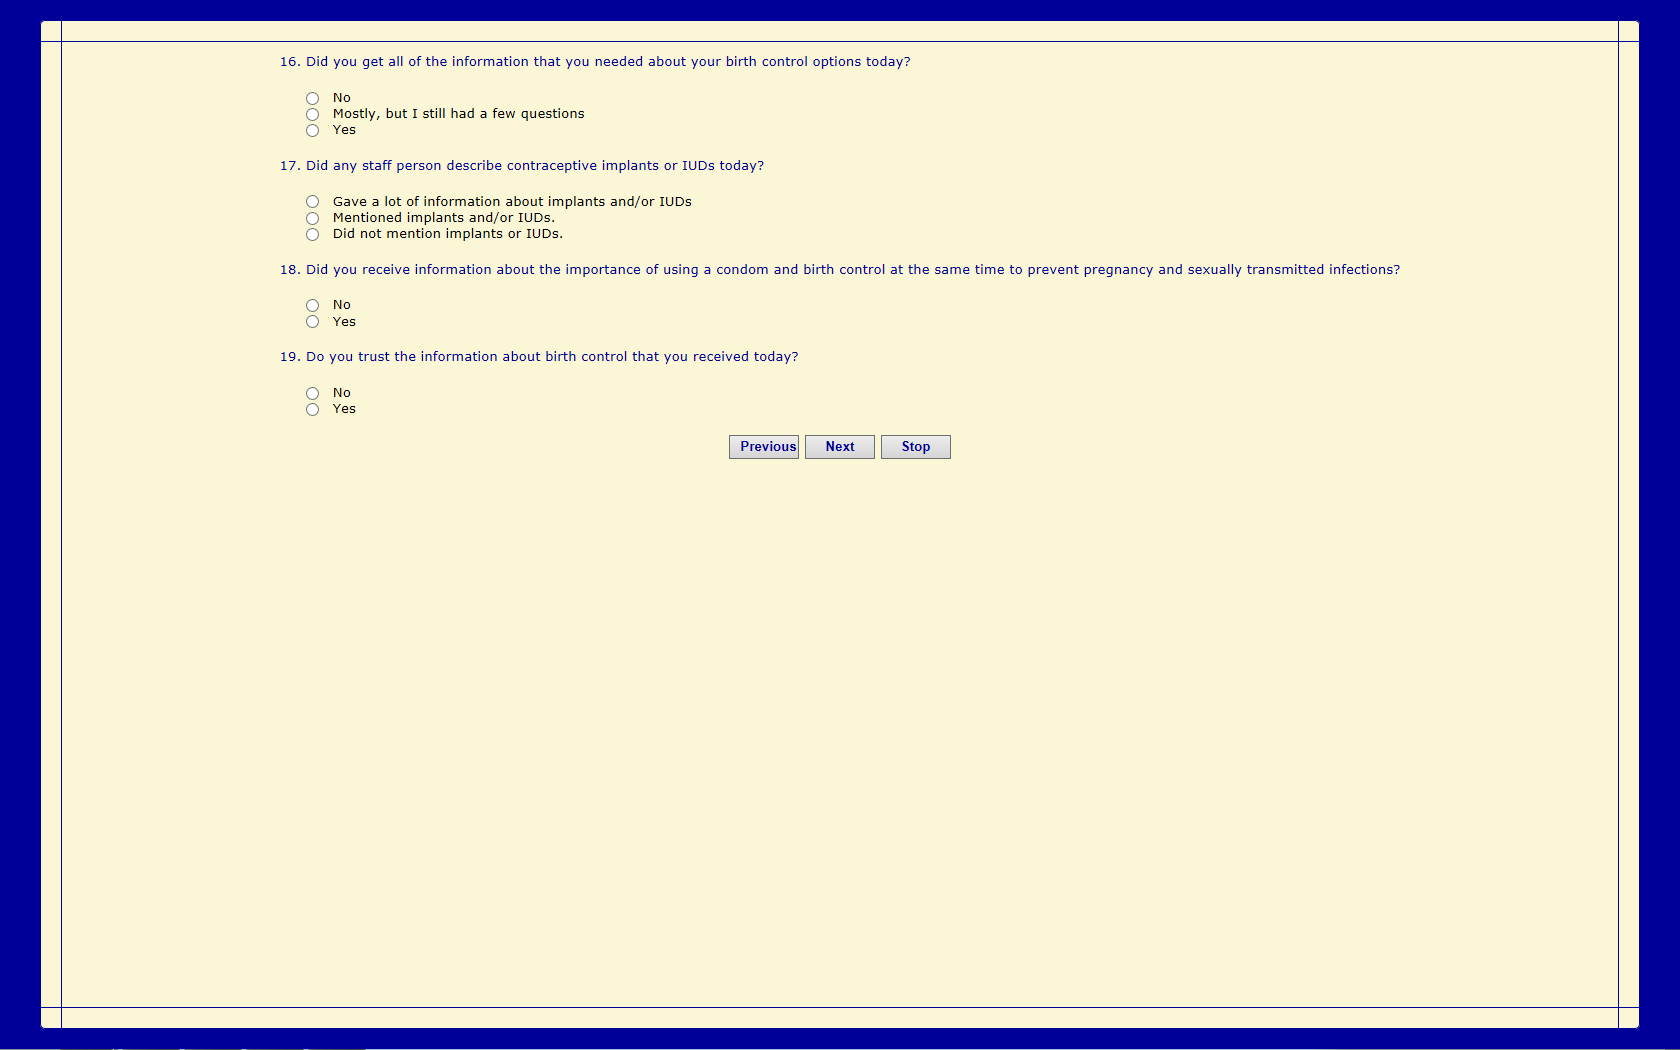 16. Did you get all of the information that you needed about your birth control options today?
No
Mostly, but I still had a few questions
Yes
17. Did any staff person describe contraceptive implants or IUDs today?
Gave a lot of information about implants and/or IUDs
Mentioned implants and/or IUDs.
Did not mention implants or IUDs.
18. Did you receive information about the importance of using a condom and birth control at the same time to prevent pregnancy and sexually transmitted infections?
No
Yes
19. Do you trust the information about birth control that you received today?
No
Yes
Previous Next Stop